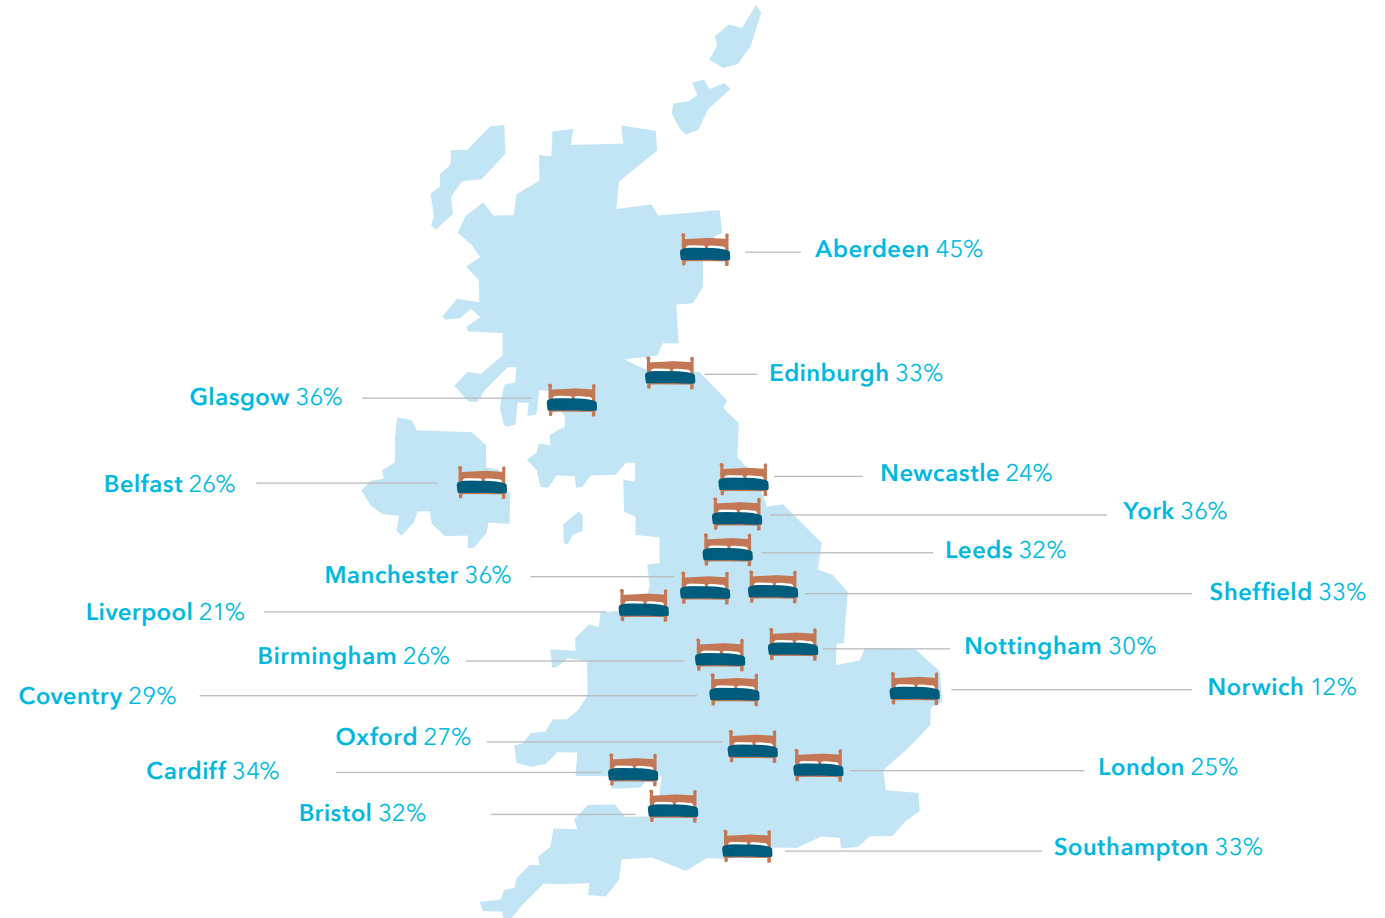 Aberdeen 45%
Edinburgh 33%
Glasgow 36%
Newcastle 24%
Belfast 26%
York 36%
Leeds 32%
Manchester 36%
Sheffield 33%
Liverpool 21%
Nottingham 30%
Birmingham 26%
Norwich 12%
Coventry 29%
Oxford 27%
London 25%
Cardiff 34%
Bristol 32%
Southampton 33%